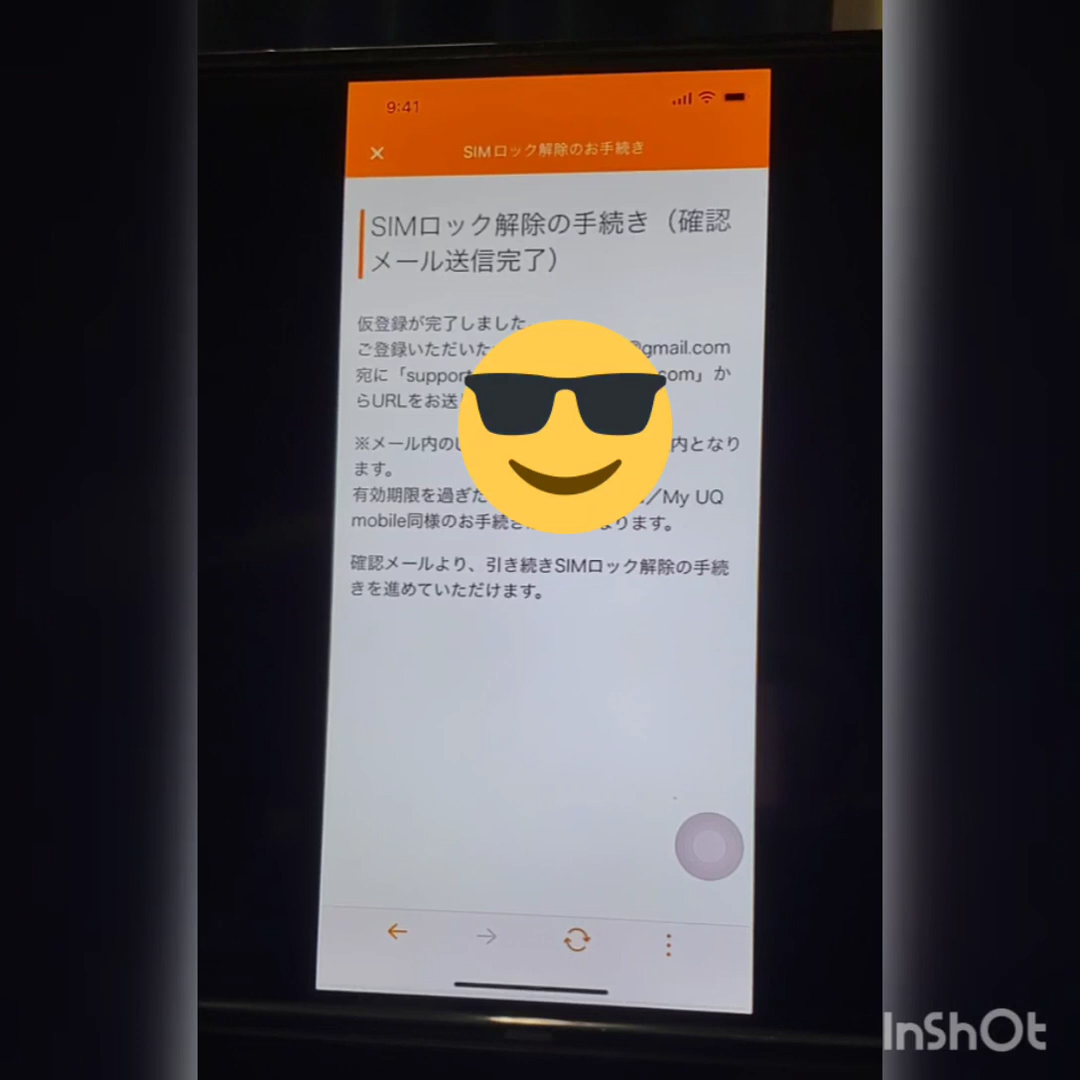 9:41
SIMロック解除のお手続き
SIMロック解除の手続き（確認
メール送信完了）
仮登録が完了しました
ご登録いただいた @gmail.com
宛に「support .com」か
らURLをお送
※メール内の 内となり
ます。
有効期限を過ぎた ／My UQ
mobile同様のお手続き なります。
確認メールより、引き続きSIMロック解除の手続
きを進めていただけます。
InShOt